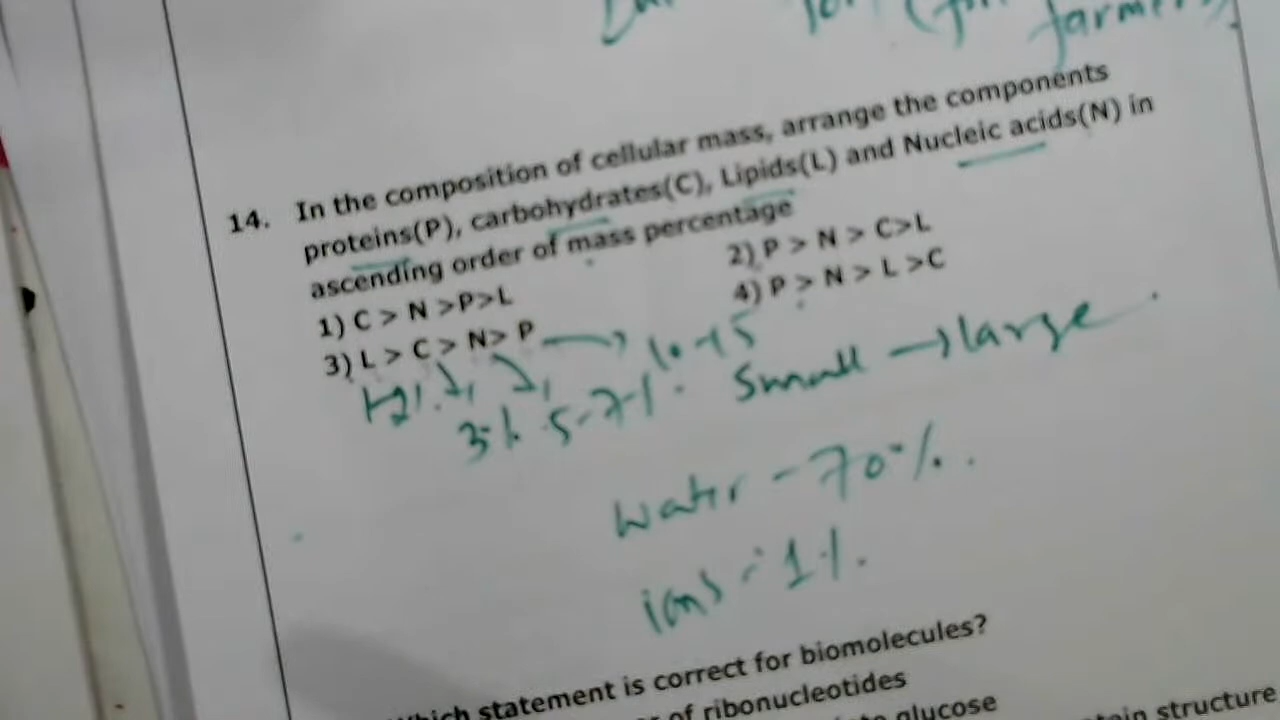 farmers)
14. In the composition of cellular mass, arrange the components
proteins(P), carbohydrates(C), Lipids(L) and Nucleic acids(N) in
ascending order of mass percentage
1) C > N >P>L 2) P > N > C>L
3) L > C > N> P 4) P > N > L >C
10-15
3% 5-7% small → large
water - 70%.
ions - 1%.
statement is correct for biomolecules?
of ribonucleotides
glucose
structure